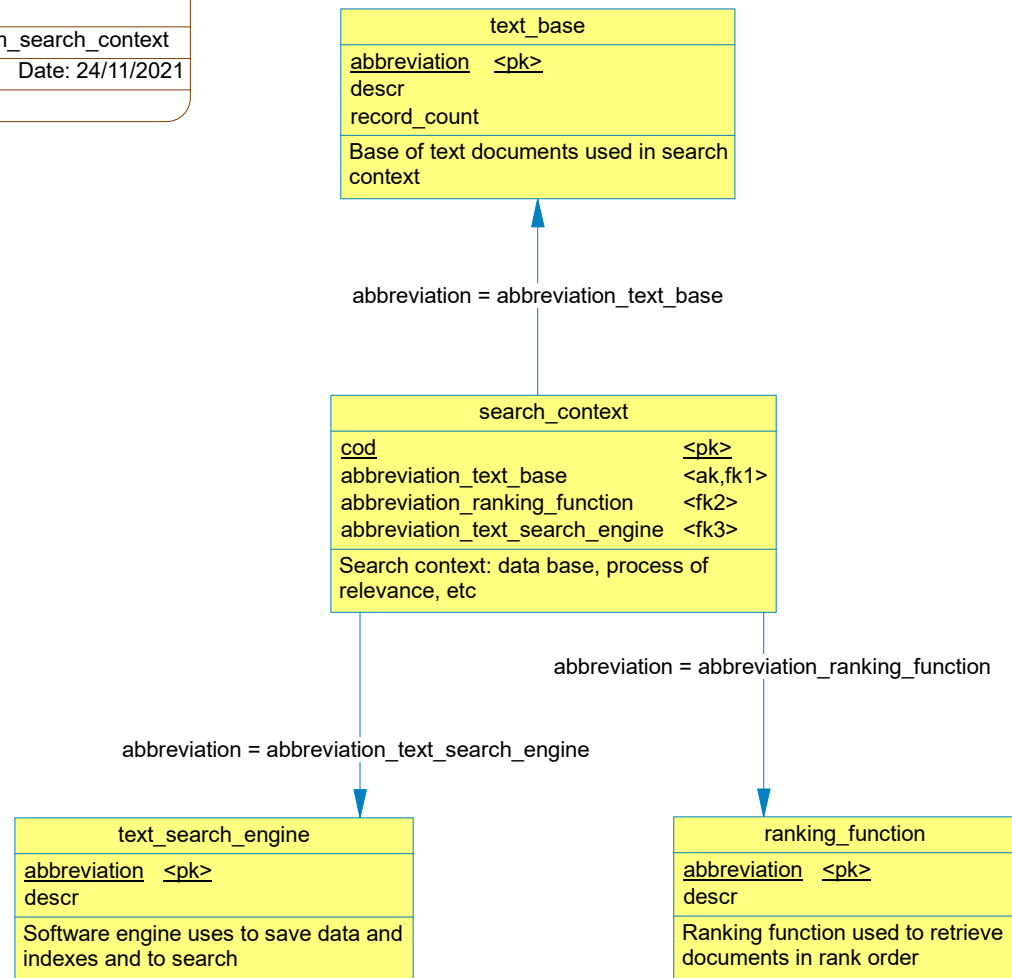 _search_context
Date: 24/11/2021
text_base
abbreviation <pk>
descr
record_count
Base of text documents used in search
context
abbreviation = abbreviation_text_base
search_context
cod <pk>
abbreviation_text_base <ak,fk1>
abbreviation_ranking_function <fk2>
abbreviation_text_search_engine <fk3>
Search context: data base, process of
relevance, etc
abbreviation = abbreviation_ranking_function
abbreviation = abbreviation_text_search_engine
text_search_engine
abbreviation <pk>
descr
Software engine uses to save data and
indexes and to search
ranking_function
abbreviation <pk>
descr
Ranking function used to retrieve
documents in rank order